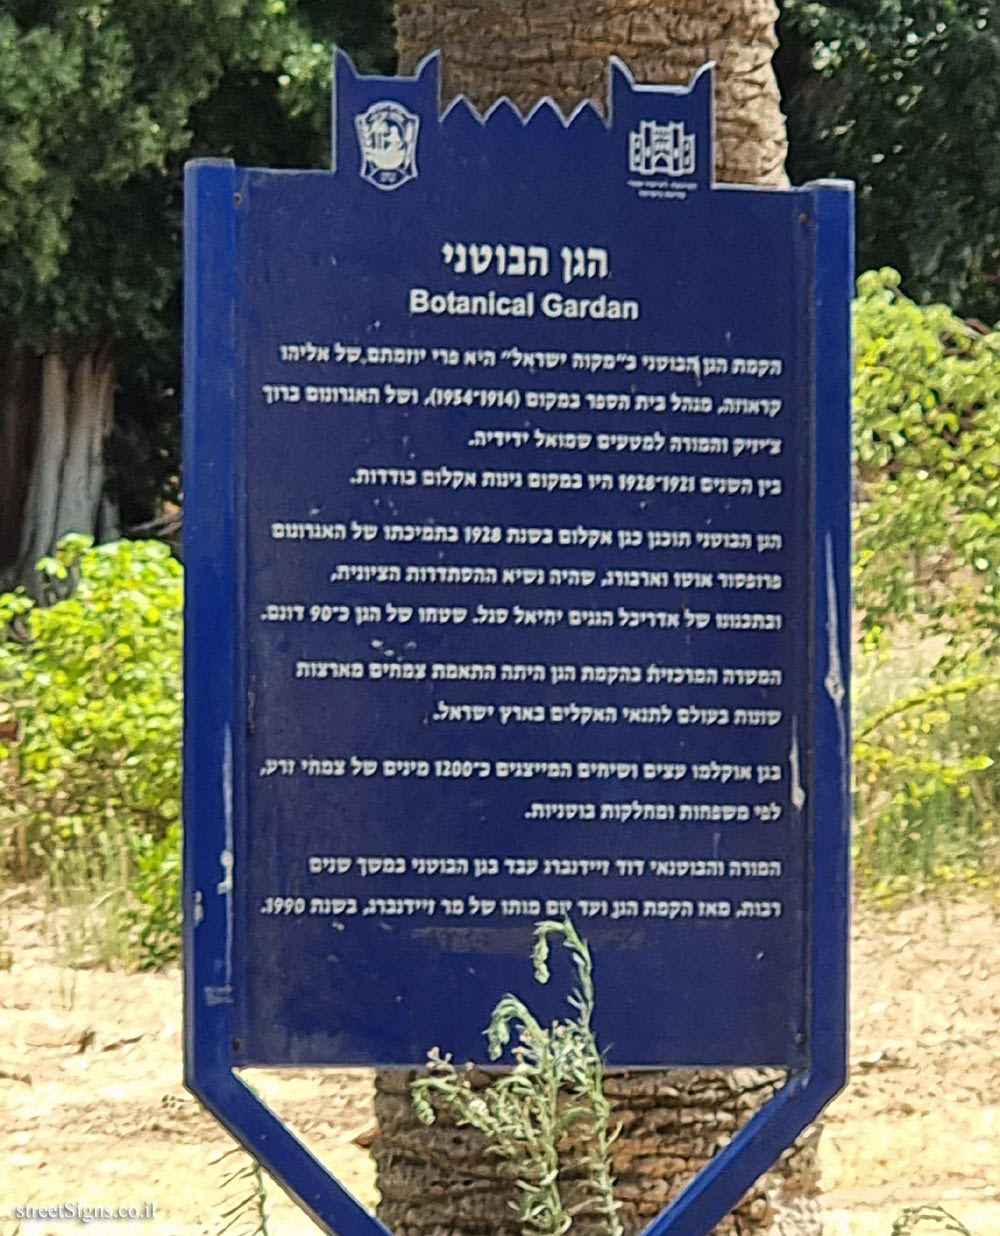 הגן הבוטני
Botanical Gardan
הקמת הגן הבוטני ב״מקוה ישראל״ היא פרי יוזמתם של אליהו
קראוזה, מנהל בית הספר במקום (1914־1954), ושל האגרונום ברוך
צ׳יזיק והמורה למטעים שמואל ידידיה.
בין השנים 1921־1928 היו במקום גינות אקלום בודדות.
הגן הבוטני תוכנן כגן אקלום בשנת 1928 בתמיכתו של האגרונום
פרופסור אוטו וארבורג, שהיה נשיא ההסתדרות הציונית,
ובתכנונו של אדריכל הגנים יחיאל סגל. שטחו של הגן כ־90 דונם.
המטרה המרכזית בהקמת הגן היתה התאמת צמחים מארצות
שונות בעולם לתנאי האקלים בארץ ישראל.
בגן אוקלמו עצים ושיחים המייצגים כ־1200 מינים של צמחי זרע,
לפי משפחות ומחלקות בוטניות.
המורה והבוטנאי דוד זיידנברג עבד בגן הבוטני במשך שנים
רבות, מאז הקמת הגן ועד יום מותו של מר זיידנברג, בשנת 1990.
streetSigns.co.il